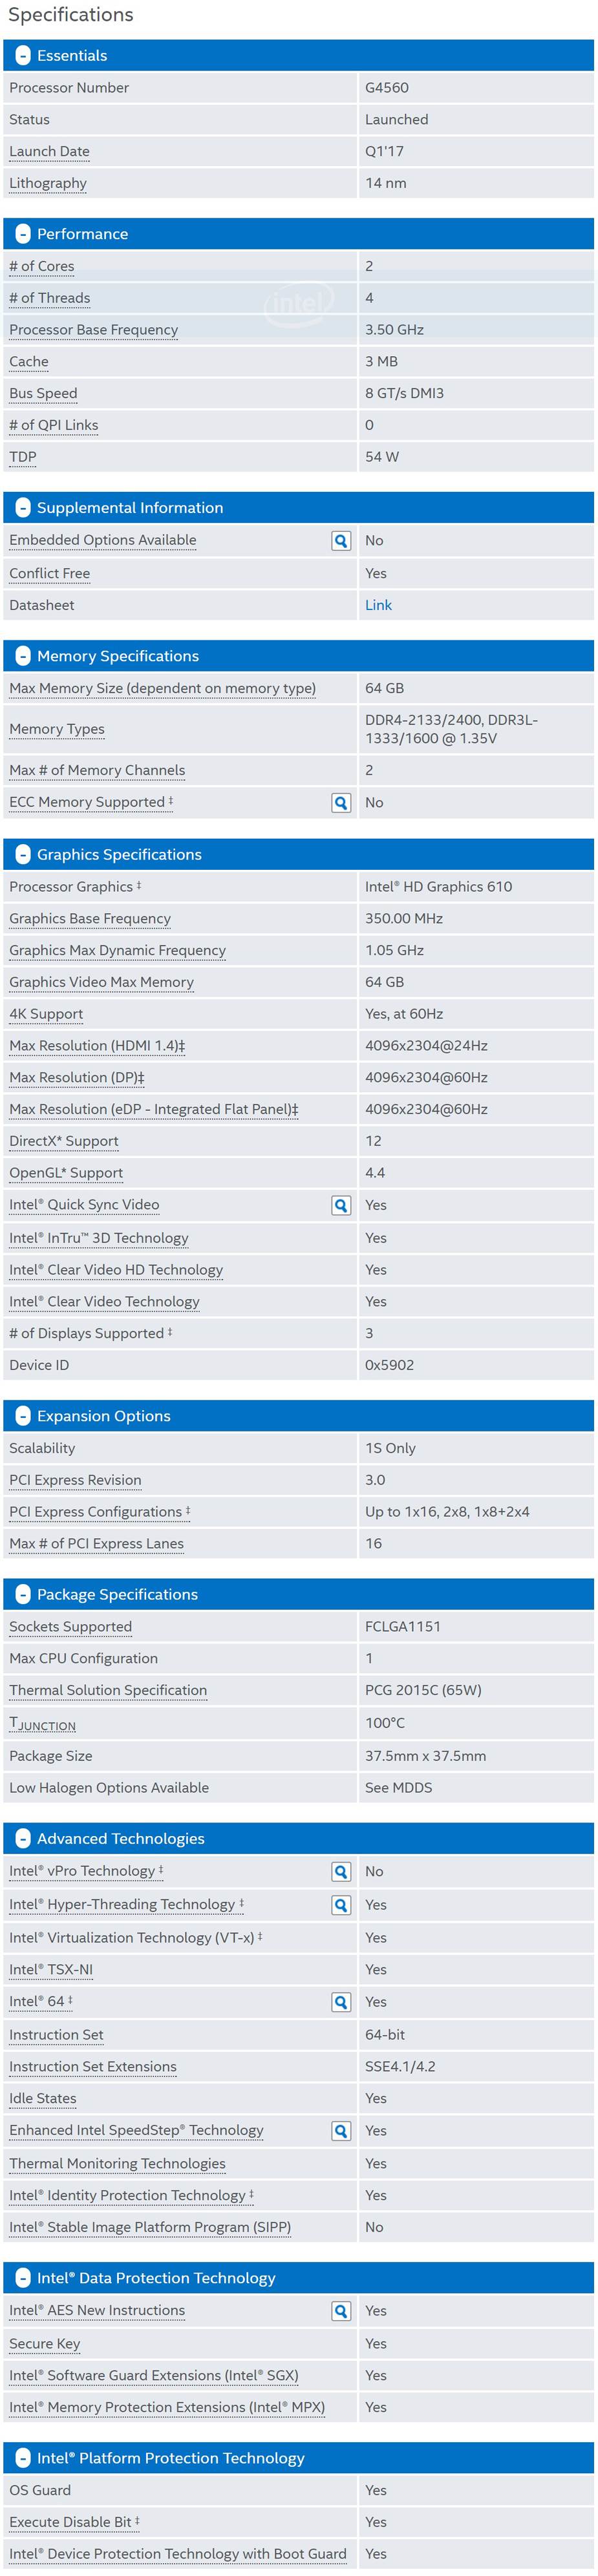 Specifications
- Essentials
Processor Number G4560
Status Launched
Launch Date Q1'17
Lithography 14 nm
- Performance
# of Cores 2
# of Threads 4
intel
Processor Base Frequency 3.50 GHz
Cache 3 MB
Bus Speed 8 GT/s DMI3
# of QPI Links 0
TDP 54 W
- Supplemental Information
Embedded Options Available No
Conflict Free Yes
Datasheet Link
- Memory Specifications
Max Memory Size (dependent on memory type) 64 GB
Memory Types DDR4-2133/2400, DDR3L-
1333/1600 @ 1.35V
Max # of Memory Channels 2
ECC Memory Supported ‡ No
- Graphics Specifications
Processor Graphics ‡ Intel® HD Graphics 610
Graphics Base Frequency 350.00 MHz
Graphics Max Dynamic Frequency 1.05 GHz
Graphics Video Max Memory 64 GB
4K Support Yes, at 60Hz
Max Resolution (HDMI 1.4)‡ 4096x2304@24Hz
Max Resolution (DP)‡ 4096x2304@60Hz
Max Resolution (eDP - Integrated Flat Panel)‡ 4096x2304@60Hz
DirectX* Support 12
OpenGL* Support 4.4
Intel® Quick Sync Video Yes
Intel® InTru™ 3D Technology Yes
Intel® Clear Video HD Technology Yes
Intel® Clear Video Technology Yes
# of Displays Supported ‡ 3
Device ID 0x5902
- Expansion Options
Scalability 1S Only
PCI Express Revision 3.0
PCI Express Configurations ‡ Up to 1x16, 2x8, 1x8+2x4
Max # of PCI Express Lanes 16
- Package Specifications
Sockets Supported FCLGA1151
Max CPU Configuration 1
Thermal Solution Specification PCG 2015C (65W)
TJUNCTION 100°C
Package Size 37.5mm x 37.5mm
Low Halogen Options Available See MDDS
- Advanced Technologies
Intel® vPro Technology ‡ No
Intel® Hyper-Threading Technology ‡ Yes
Intel® Virtualization Technology (VT-x) ‡ Yes
Intel® TSX-NI Yes
Intel® 64 ‡ Yes
Instruction Set 64-bit
Instruction Set Extensions SSE4.1/4.2
Idle States Yes
Enhanced Intel SpeedStep® Technology Yes
Thermal Monitoring Technologies Yes
Intel® Identity Protection Technology ‡ Yes
Intel® Stable Image Platform Program (SIPP) No
- Intel® Data Protection Technology
Intel® AES New Instructions Yes
Secure Key Yes
Intel® Software Guard Extensions (Intel® SGX) Yes
Intel® Memory Protection Extensions (Intel® MPX) Yes
- Intel® Platform Protection Technology
OS Guard Yes
Execute Disable Bit ‡ Yes
Intel® Device Protection Technology with Boot Guard Yes